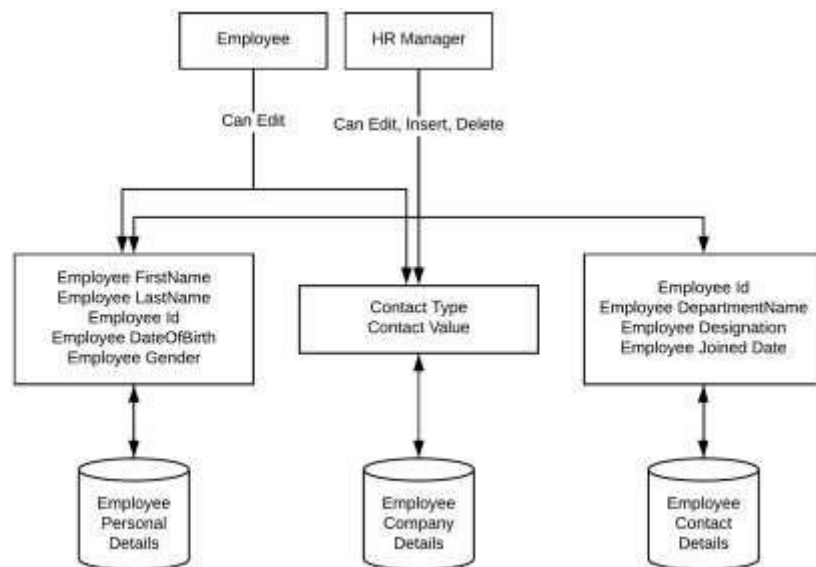 Employee
HR Manager
Can Edit
Can Edit, Insert, Delete
Employee FirstName
Employee LastName
Employee Id
Employee DateOfBirth
Employee Gender
Contact Type
Contact Value
Employee Id
Employee DepartmentName
Employee Designation
Employee Joined Date
Employee
Personal
Details
Employee
Company
Details
Employee
Contact
Details